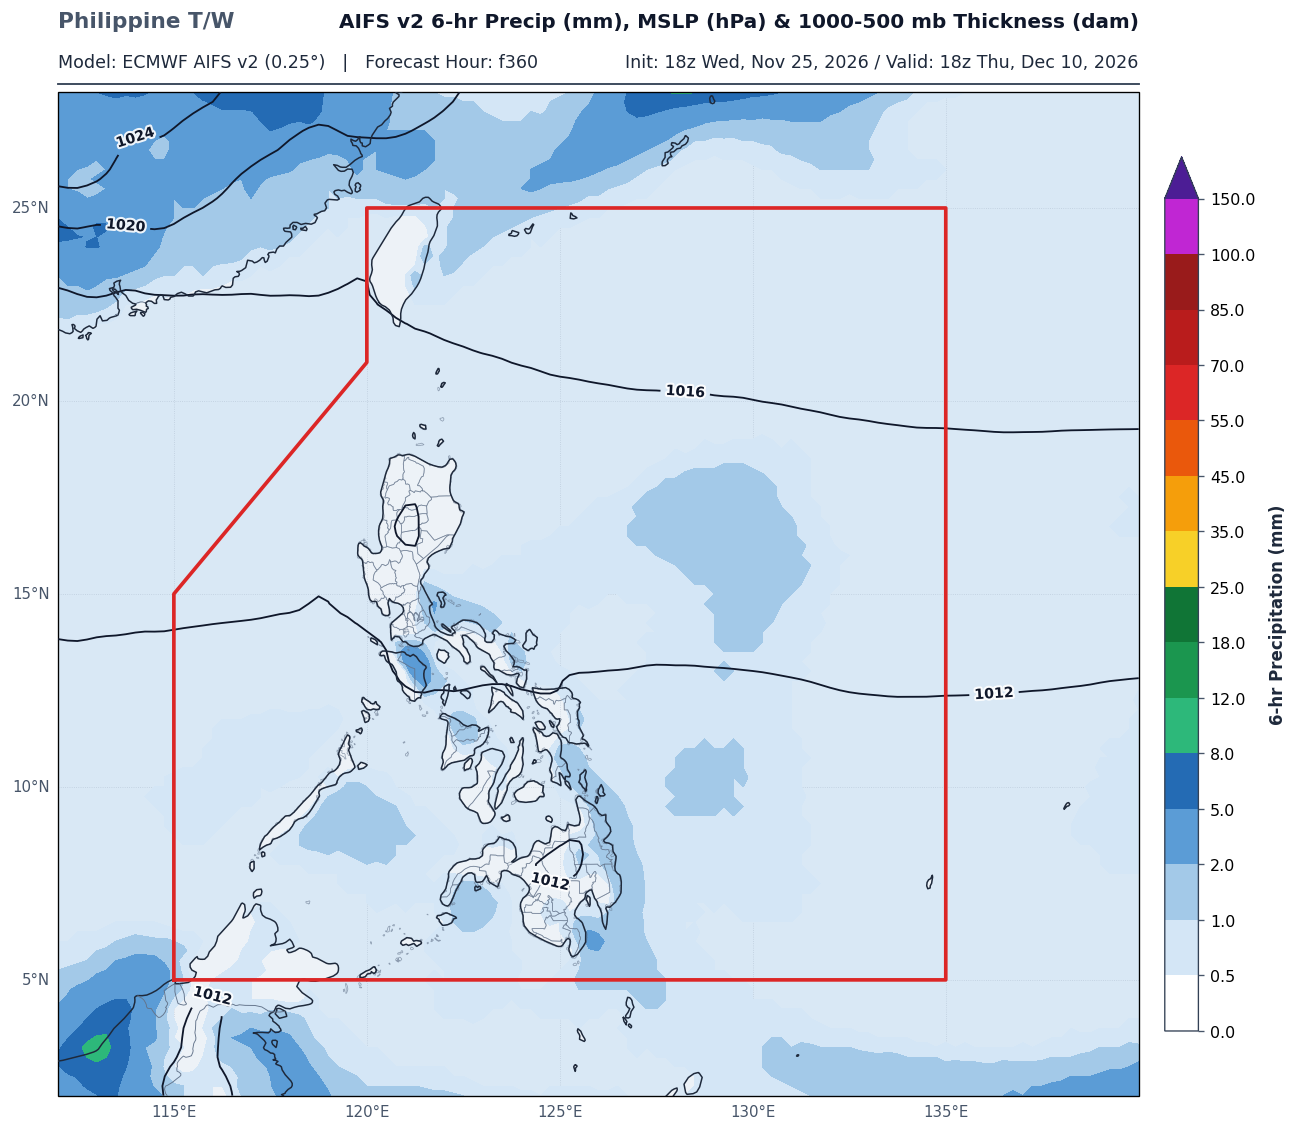 Philippine T/W
AIFS v2 6-hr Precip (mm), MSLP (hPa) & 1000-500 mb Thickness (dam)
Model: ECMWF AIFS v2 (0.25°) | Forecast Hour: f360
Init: 18z Wed, Nov 25, 2026 / Valid: 18z Thu, Dec 10, 2026
1024
1020
1016
1012
1012
1012
25°N
20°N
15°N
10°N
5°N
115°E
120°E
125°E
130°E
135°E
150.0
100.0
85.0
70.0
55.0
45.0
35.0
25.0
18.0
12.0
8.0
5.0
2.0
1.0
0.5
0.0
6-hr Precipitation (mm)